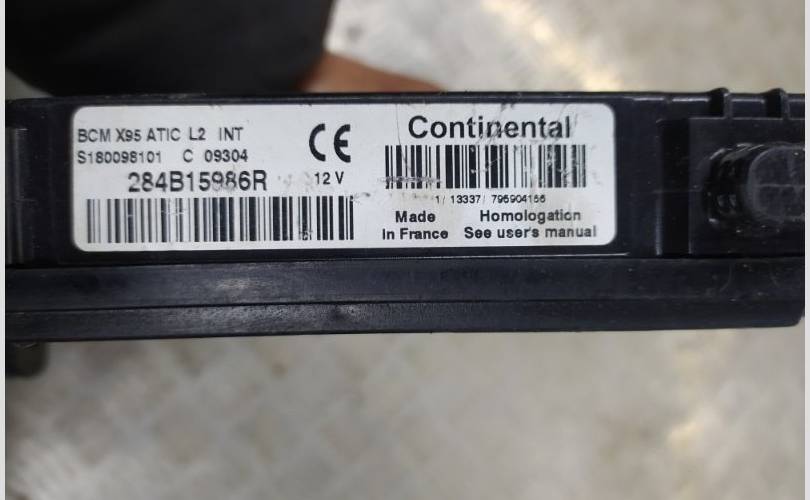 BCM X95 ATIC L2 INT
S180098101 C 09304
284B15986R 12 V
CE
Continental
1/ 13337/ 796904166
Made
in France
Homologation
See user's manual